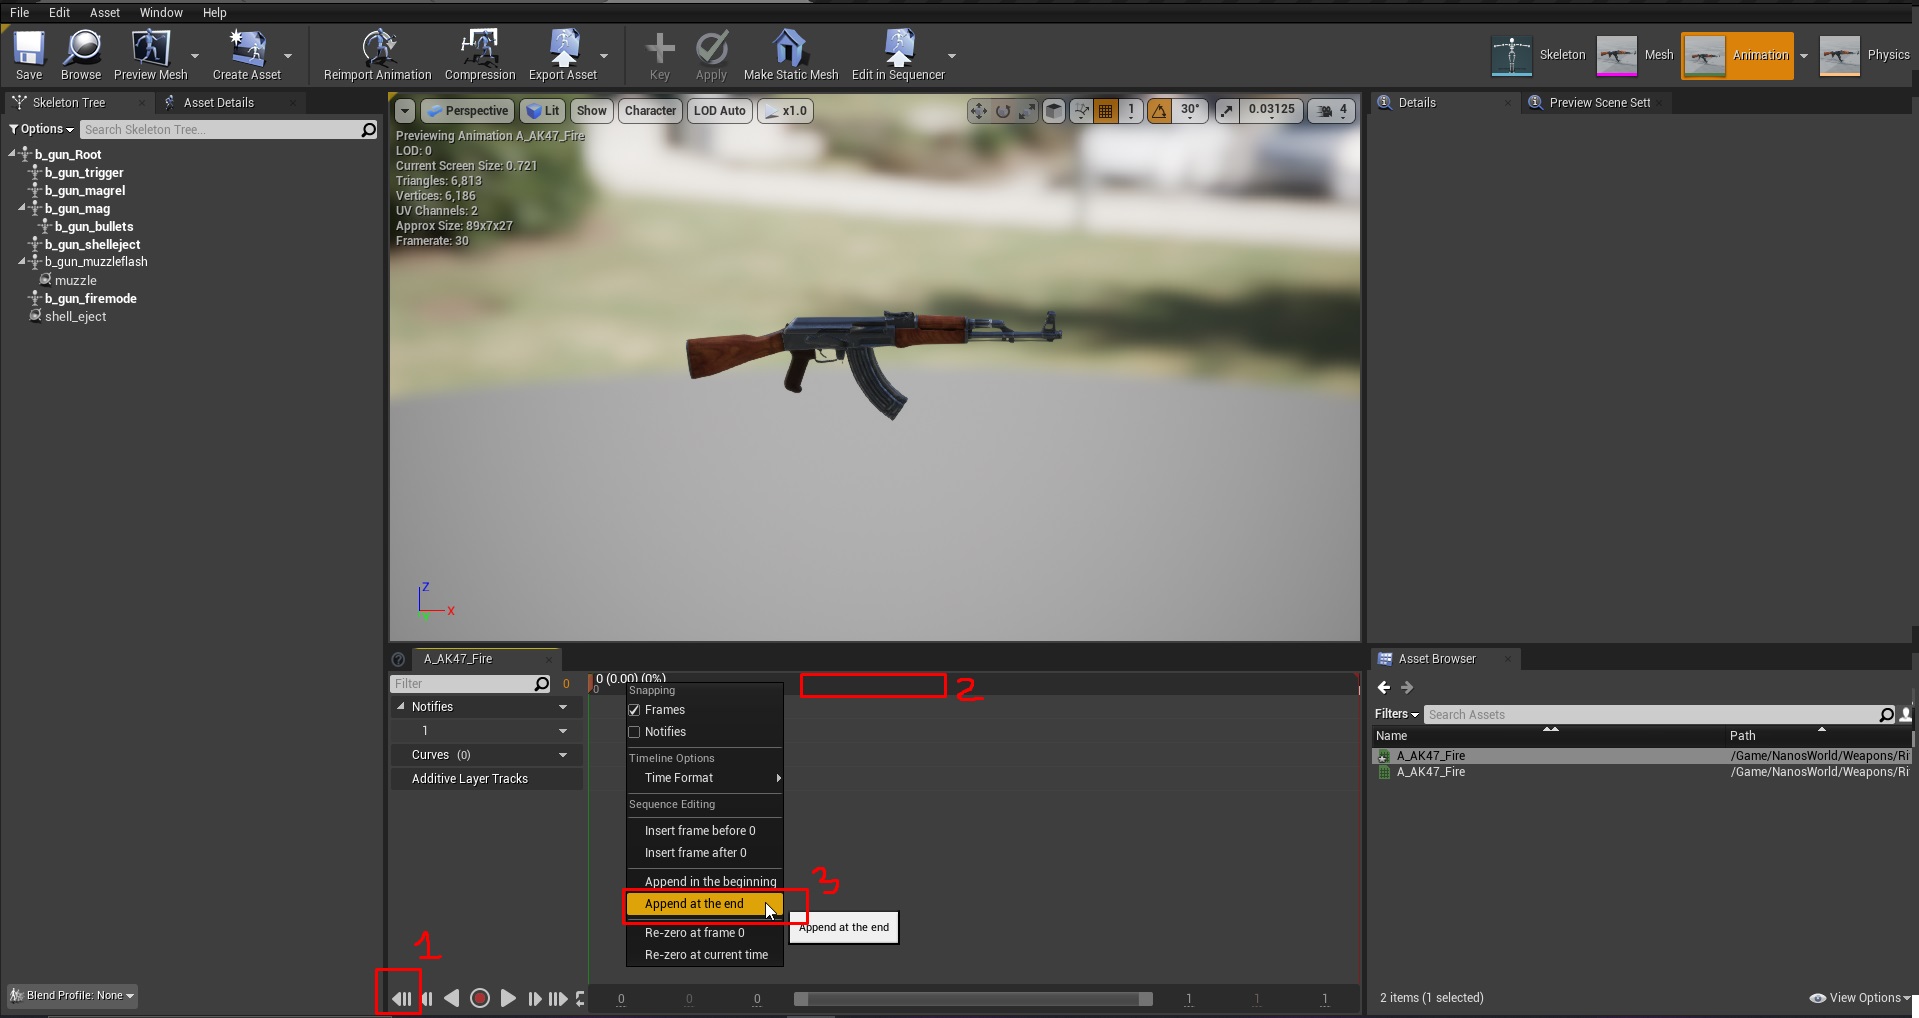 File Edit Asset Window Help
Save Browse Preview Mesh Create Asset Reimport Animation Compression Export Asset Key Apply Make Static Mesh Edit in Sequencer Skeleton Mesh Animation Physics
Skeleton Tree Asset Details
Options Search Skeleton Tree...
b_gun_Root
b_gun_trigger
b_gun_magrel
b_gun_mag
b_gun_bullets
b_gun_shelleject
b_gun_muzzleflash
muzzle
b_gun_firemode
shell_eject
Blend Profile: None
Perspective Lit Show Character LOD Auto x1.0 1 30° 0.03125 4
Previewing Animation A_AK47_Fire
LOD: 0
Current Screen Size: 0.721
Triangles: 6,813
Vertices: 6,186
UV Channels: 2
Approx Size: 89x7x27
Framerate: 30
Z
X
A_AK47_Fire
Filter 0
Notifies
1
Curves (0)
Additive Layer Tracks
0 (0.00) (0%)
0
2
Snapping
Frames
Notifies
Timeline Options
Time Format
Sequence Editing
Insert frame before 0
Insert frame after 0
Append in the beginning
3
Append at the end
Append at the end
Re-zero at frame 0
Re-zero at current time
1
0 0 0 1 1 1
Details Preview Scene Sett
Asset Browser
Filters Search Assets
Name Path
A_AK47_Fire /Game/NanosWorld/Weapons/Ri
A_AK47_Fire /Game/NanosWorld/Weapons/Ri
2 items (1 selected) View Options